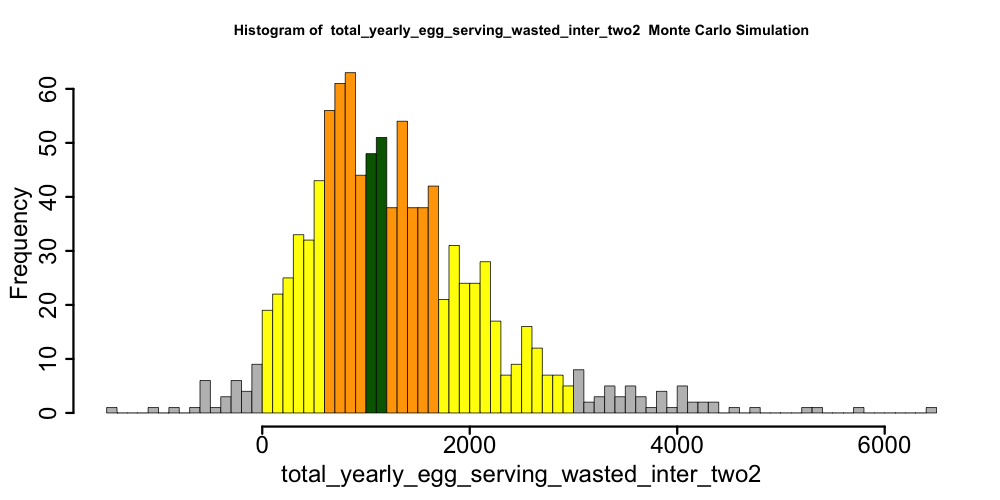 Histogram of  total_yearly_egg_serving_wasted_inter_two2  Monte Carlo Simulation
Frequency
60
50
40
30
20
10
0
0 2000 4000 6000
total_yearly_egg_serving_wasted_inter_two2